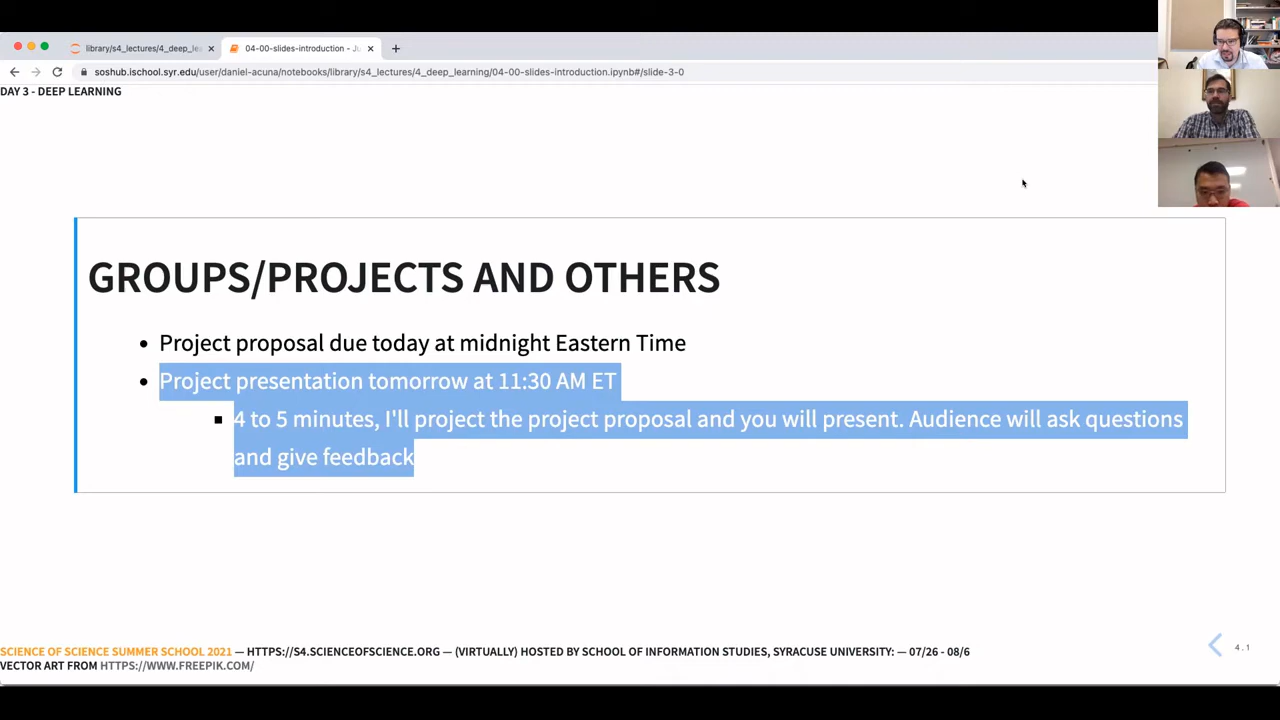 library/s4_lectures/4_deep_lea
04-00-slides-introduction - Ju
soshub.ischool.syr.edu/user/daniel-acuna/notebooks/library/s4_lectures/4_deep_learning/04-00-slides-introduction.ipynb#/slide-3-0
DAY 3 - DEEP LEARNING
GROUPS/PROJECTS AND OTHERS
Project proposal due today at midnight Eastern Time
Project presentation tomorrow at 11:30 AM ET
4 to 5 minutes, I'll project the project proposal and you will present. Audience will ask questions
and give feedback
SCIENCE OF SCIENCE SUMMER SCHOOL 2021 — HTTPS://S4.SCIENCEOFSCIENCE.ORG — (VIRTUALLY) HOSTED BY SCHOOL OF INFORMATION STUDIES, SYRACUSE UNIVERSITY: — 07/26 - 08/6
VECTOR ART FROM HTTPS://WWW.FREEPIK.COM/
4.1